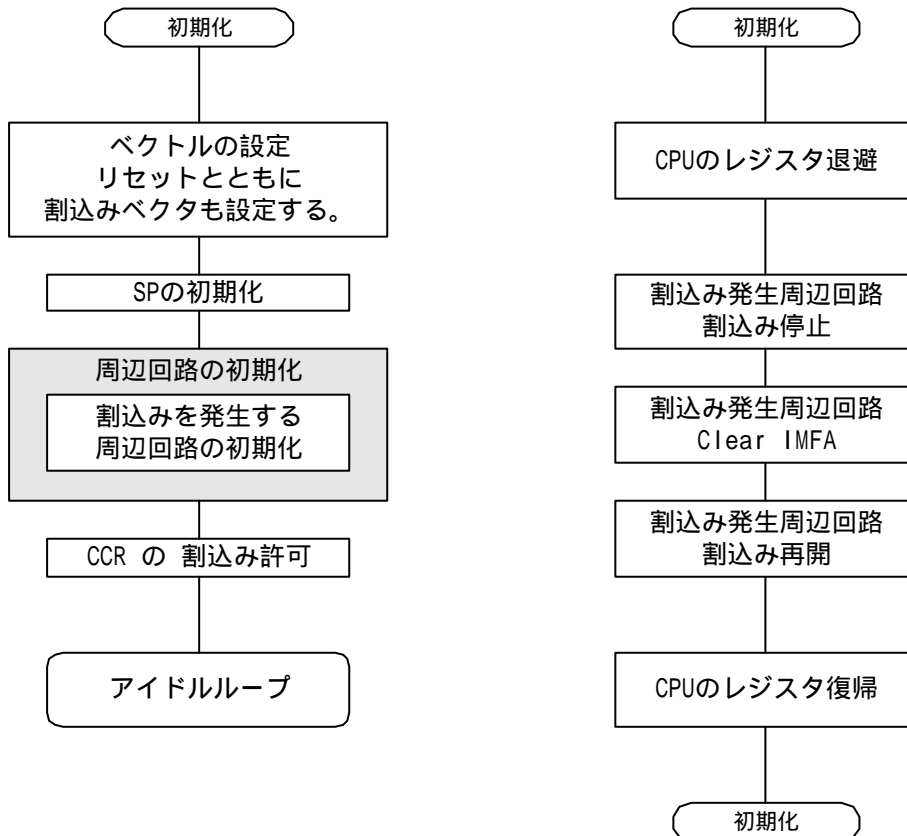 初期化
ベクトルの設定
リセットとともに
割込みベクタも設定する。
SPの初期化
周辺回路の初期化
割込みを発生する
周辺回路の初期化
CCR の 割込み許可
アイドルループ
初期化
CPUのレジスタ退避
割込み発生周辺回路
割込み停止
割込み発生周辺回路
Clear IMFA
割込み発生周辺回路
割込み再開
CPUのレジスタ復帰
初期化